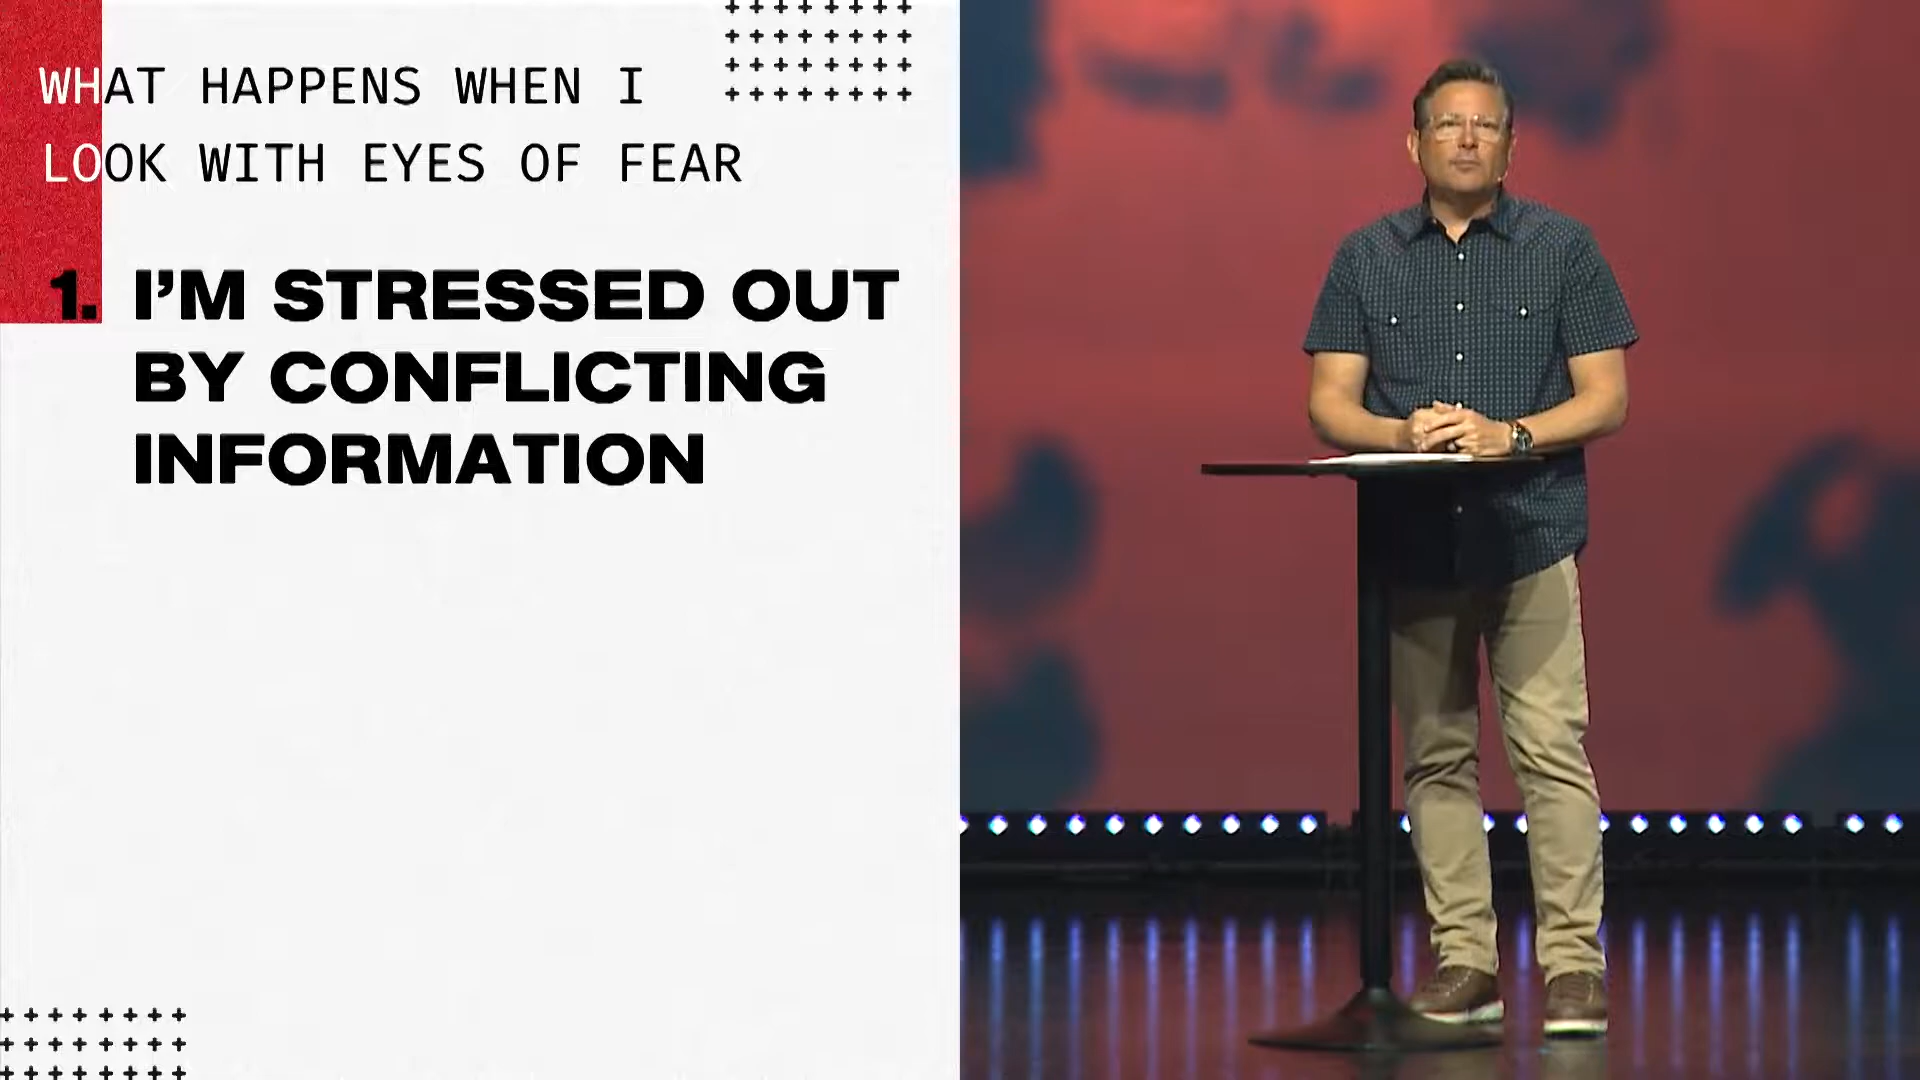 WHAT HAPPENS WHEN I
LOOK WITH EYES OF FEAR
1. I'M STRESSED OUT
BY CONFLICTING
INFORMATION